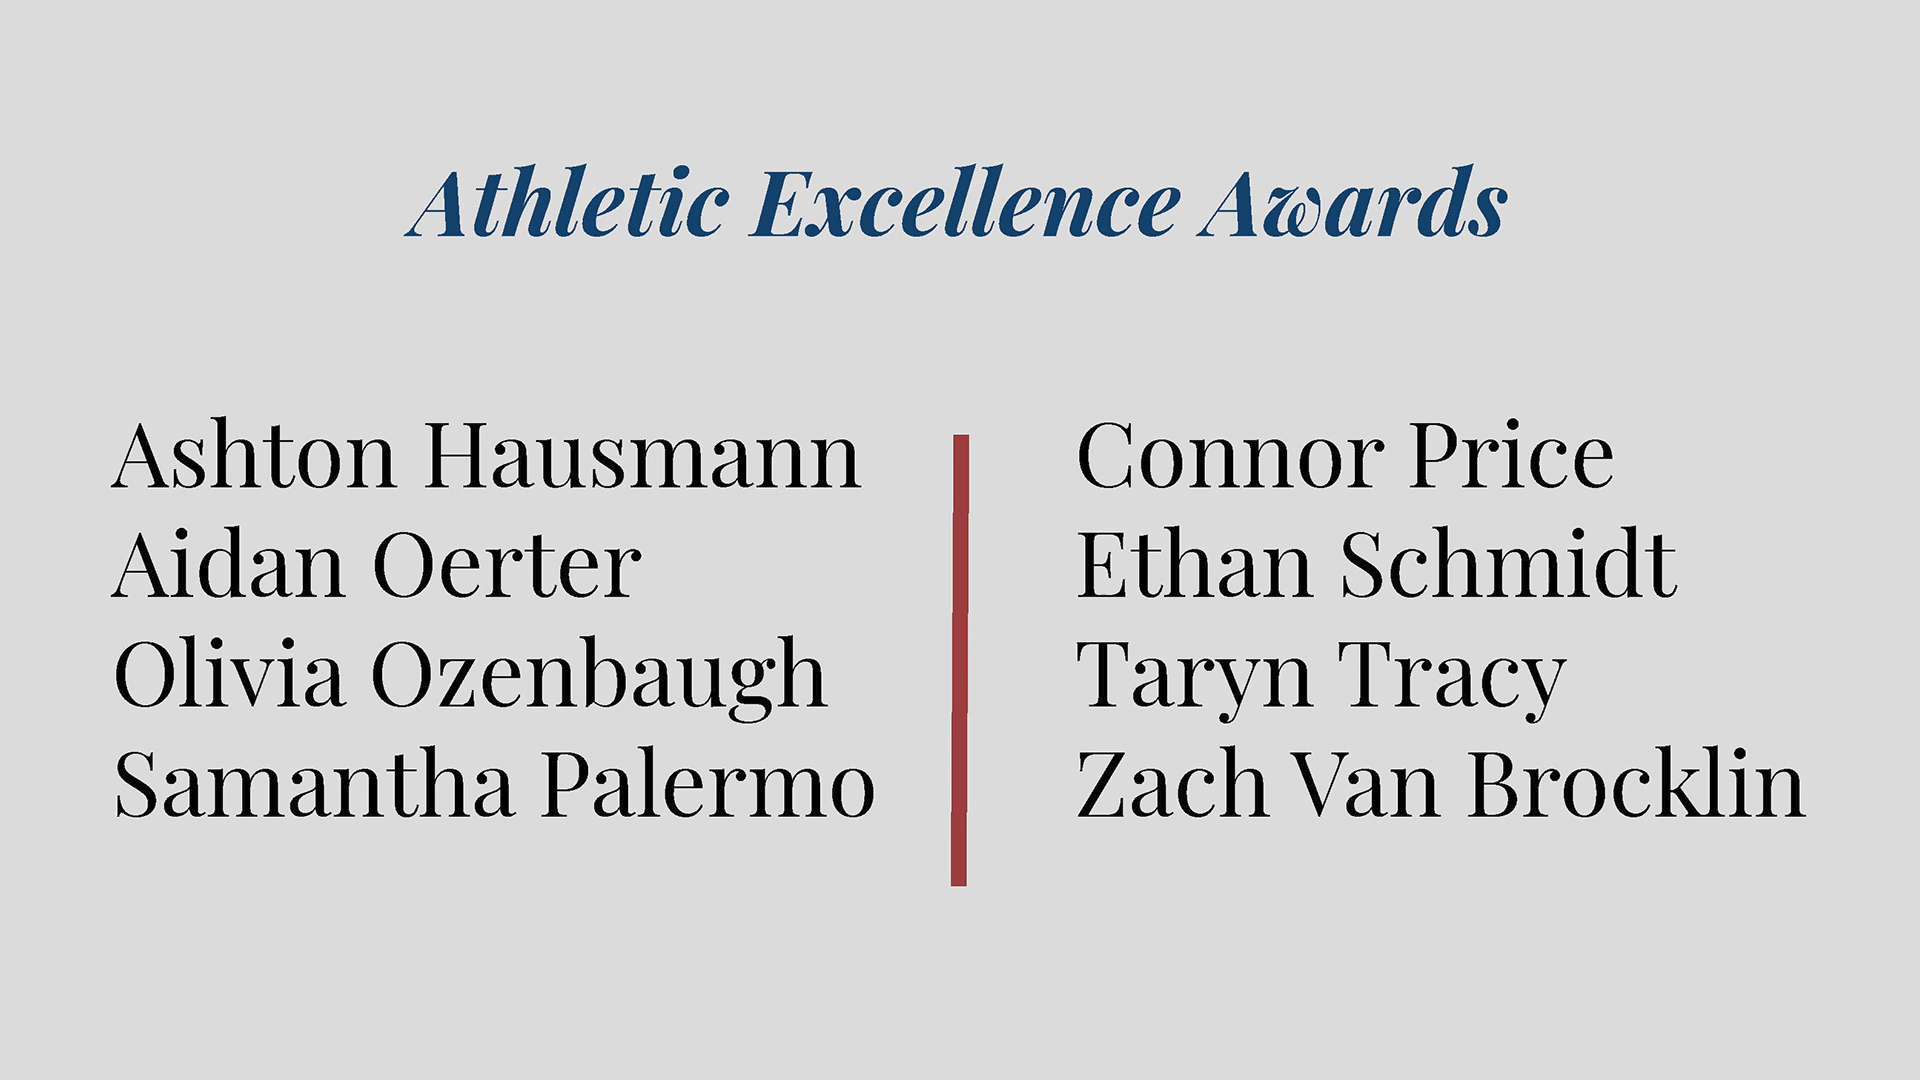 Athletic Excellence Awards
Ashton Hausmann
Aidan Oerter
Olivia Ozenbaugh
Samantha Palermo
Connor Price
Ethan Schmidt
Taryn Tracy
Zach Van Brocklin